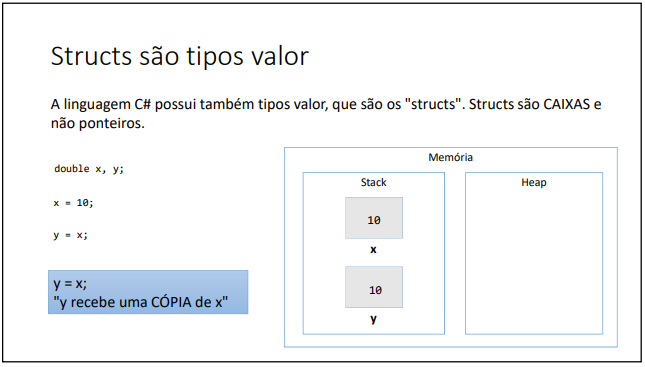 Structs são tipos valor
A linguagem C# possui também tipos valor, que são os "structs". Structs são CAIXAS e
não ponteiros.
double x, y;
x = 10;
y = x;
y = x;
"y recebe uma CÓPIA de x"
Memória
Stack
10
x
10
y
Heap